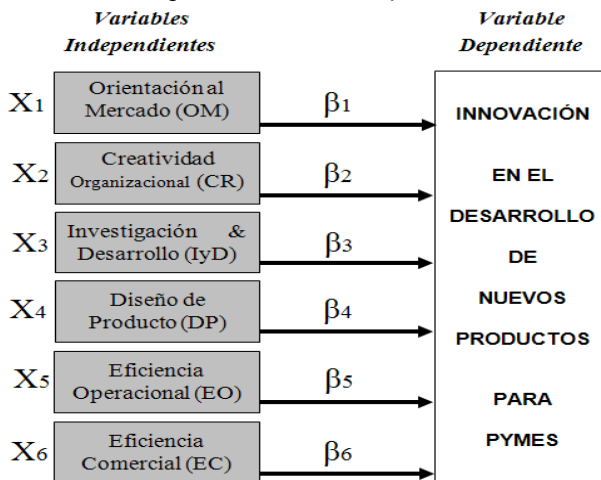 Variables
Independientes
Variable
Dependiente
X1
Orientación al
Mercado (OM)
β1
X2
Creatividad
Organizacional (CR)
β2
X3
Investigación &
Desarrollo (IyD)
β3
X4
Diseño de
Producto (DP)
β4
X5
Eficiencia
Operacional (EO)
β5
X6
Eficiencia
Comercial (EC)
β6
INNOVACIÓN
EN EL
DESARROLLO
DE
NUEVOS
PRODUCTOS
PARA
PYMES